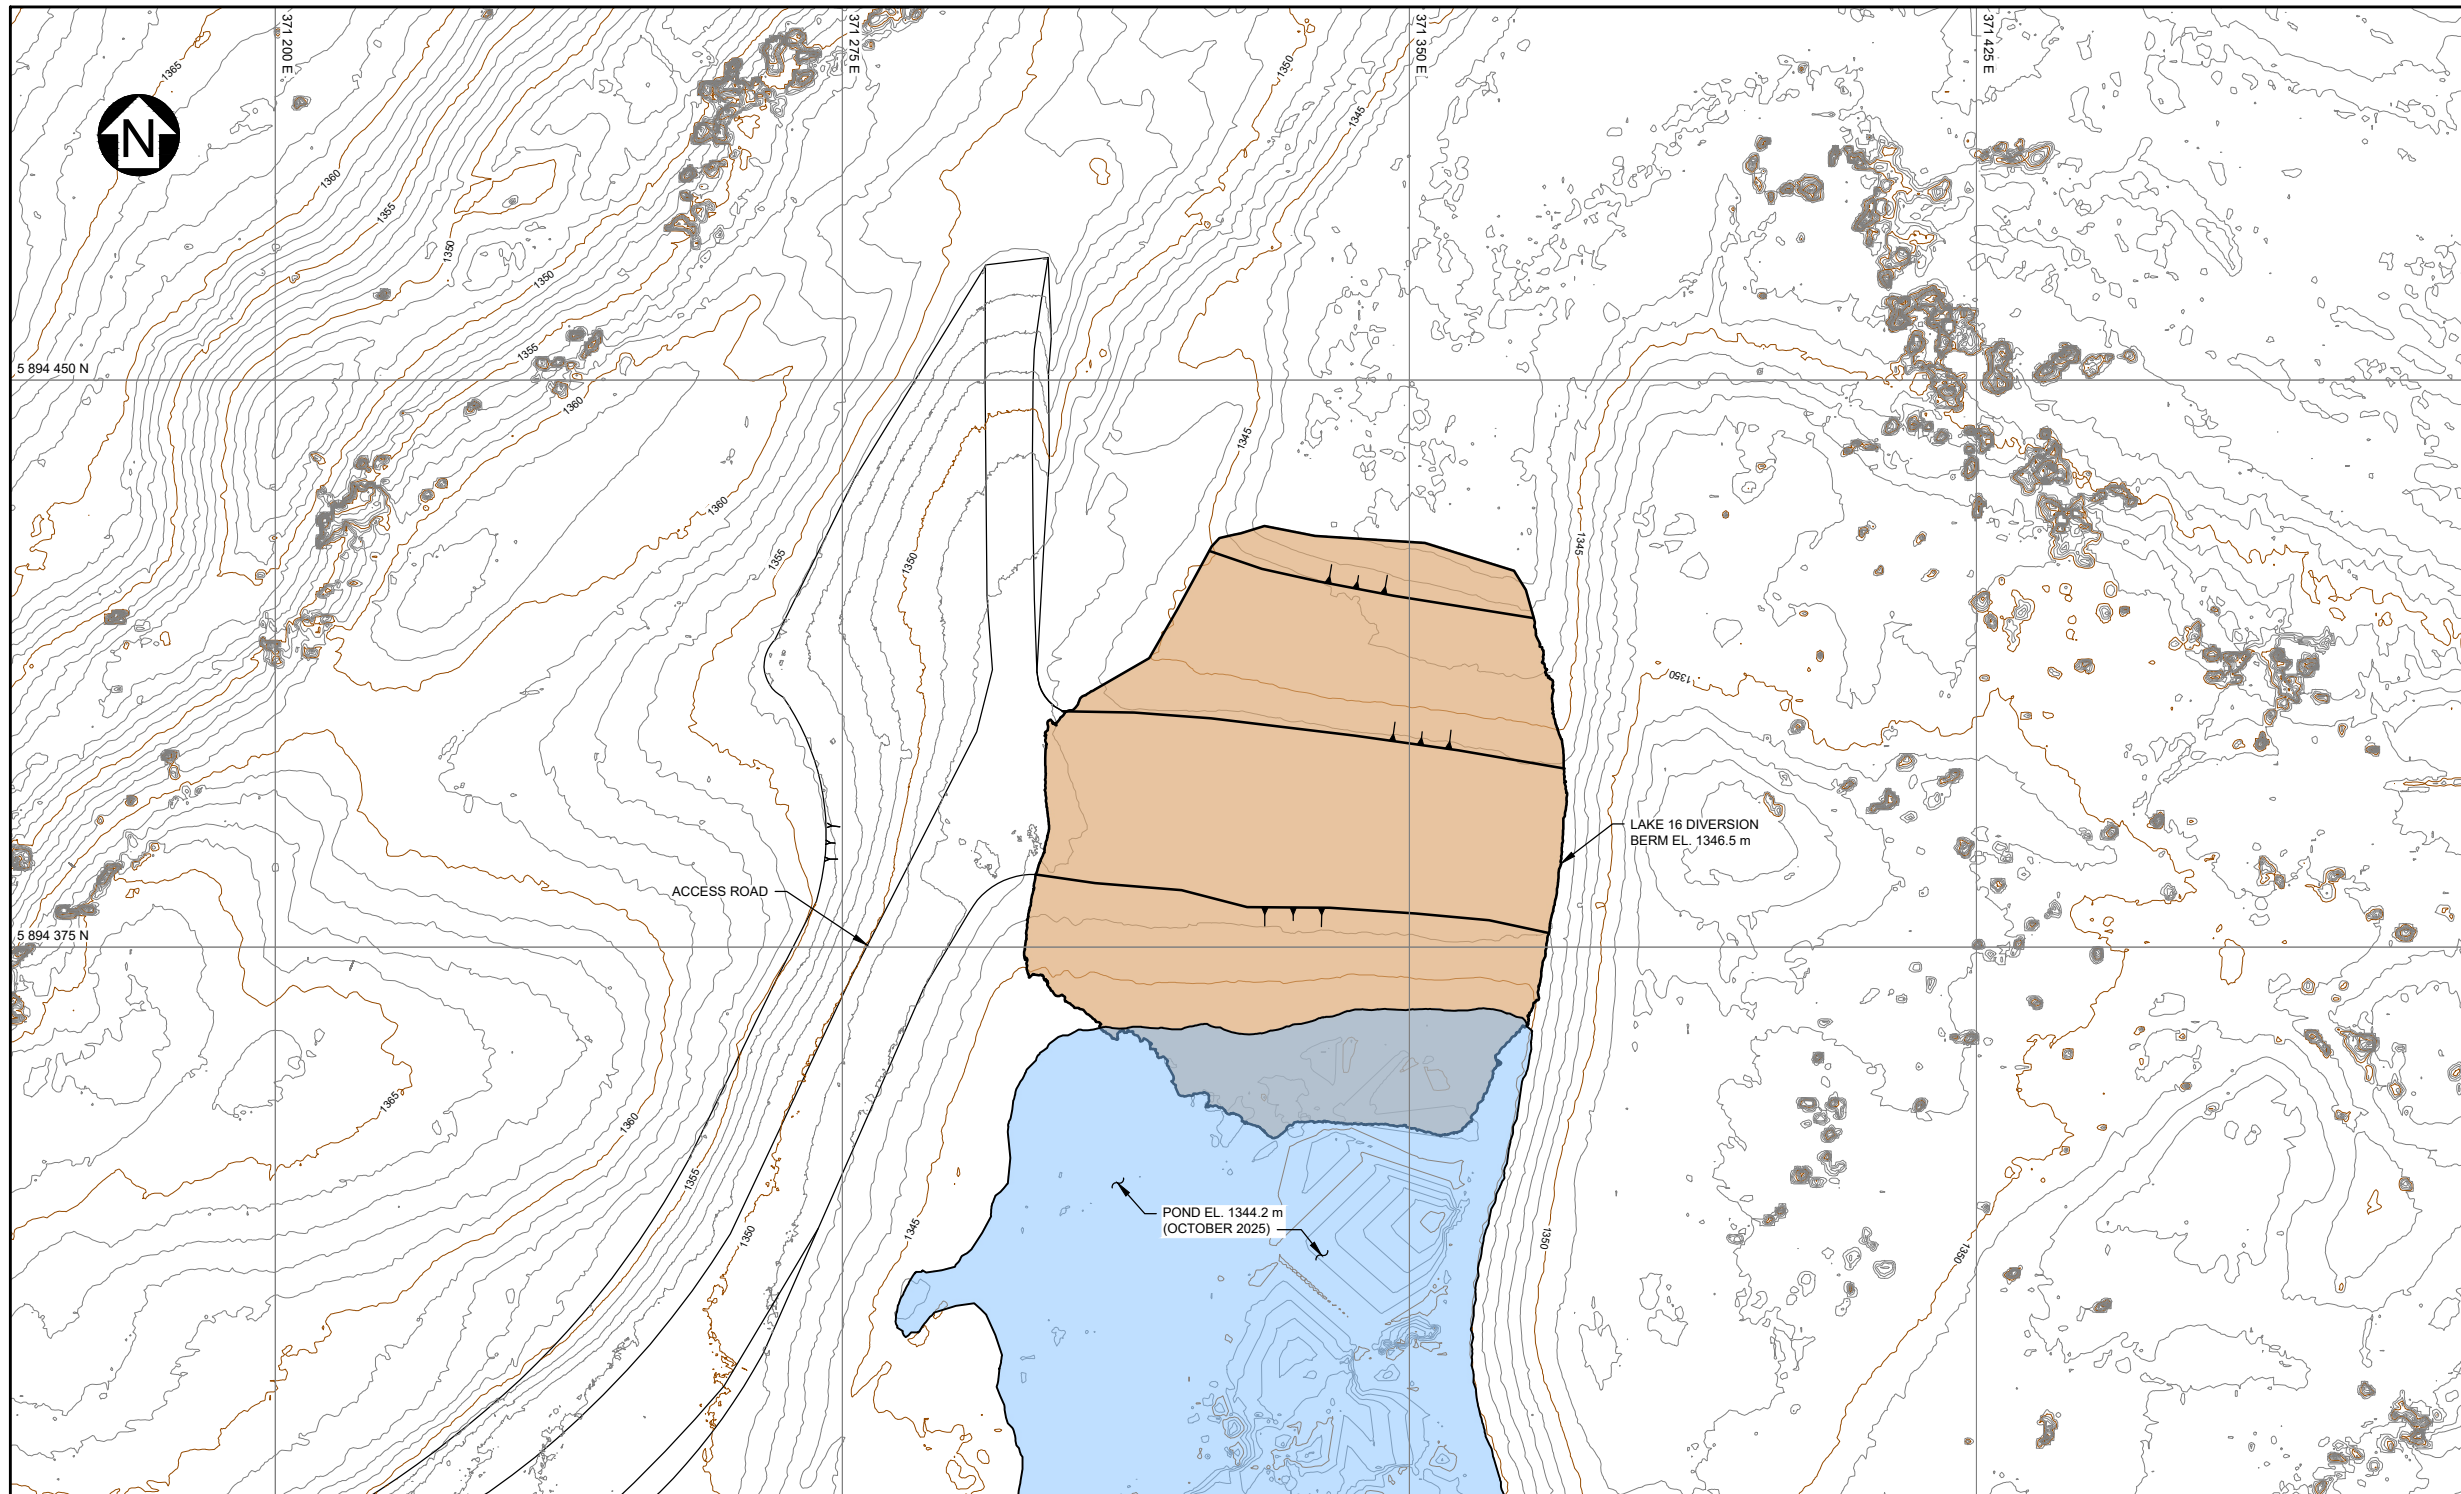 371 200 E
371 275 E
371 350 E
371 425 E
1365
1350
1345
N
1360
1355
1350
1350
1355
5 894 450 N
1360
1345
1360
1355
1350
1345
1350
LAKE 16 DIVERSION
BERM EL. 1346.5 m
ACCESS ROAD
5 894 375 N
1365
1360
1355
POND EL. 1344.2 m
(OCTOBER 2025)
1350
1345
1350
1350